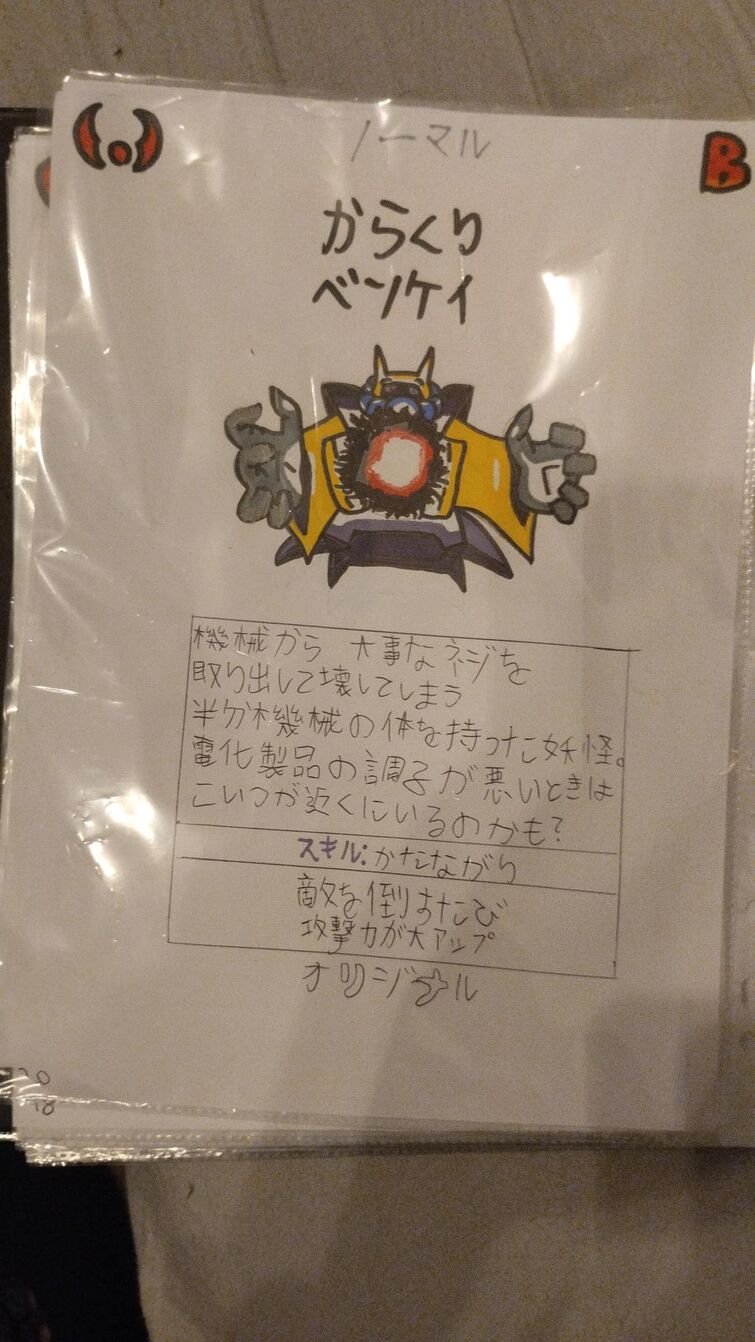 ノーマル
B
からくり
ベンケイ
機械から 大事なネジを
取り出して壊してしまう
半分機械の体を持った妖怪。
電化製品の調子が悪いときは
こいつが近くにいるのかも?
スキル:かたながり
敵を倒すたび
攻撃力が大アップ
オリジナル
20
18